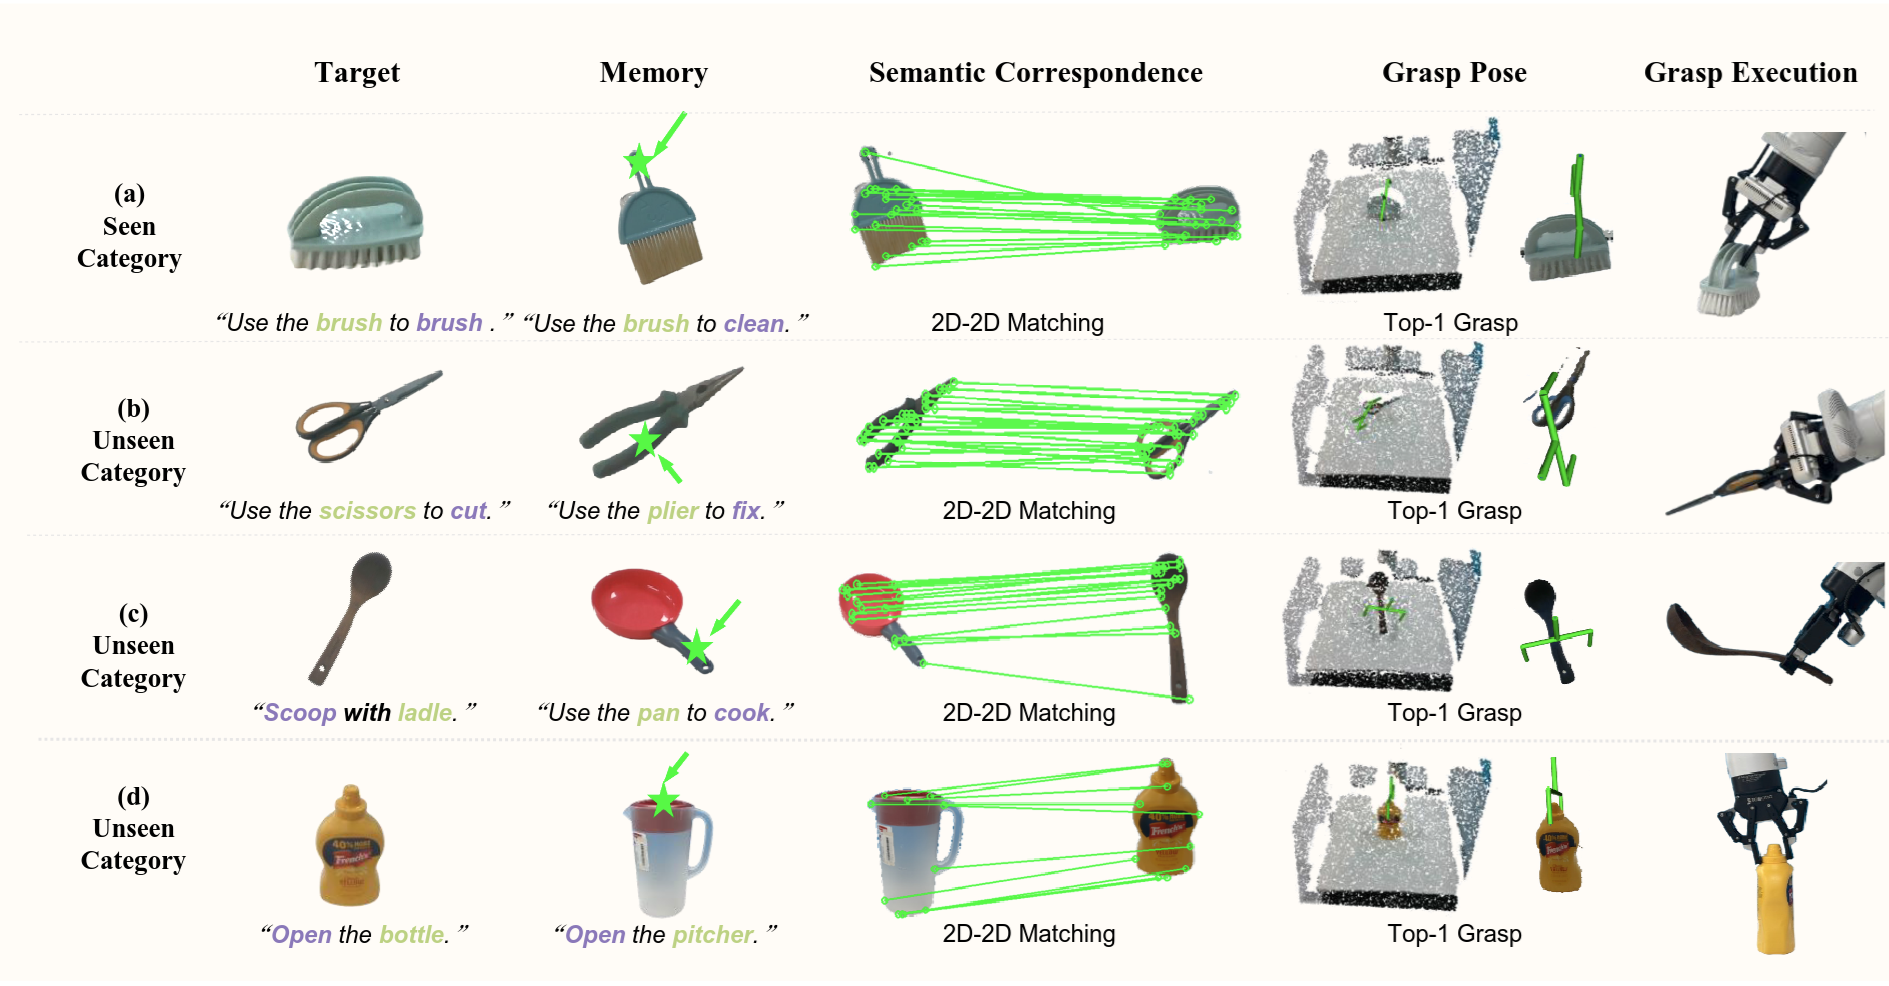 Target Memory Semantic Correspondence Grasp Pose Grasp Execution
(a)
Seen
Category
“Use the brush to brush .” “Use the brush to clean.” 2D-2D Matching Top-1 Grasp
(b)
Unseen
Category
“Use the scissors to cut.” “Use the plier to fix.” 2D-2D Matching Top-1 Grasp
(c)
Unseen
Category
“Scoop with ladle.” “Use the pan to cook.” 2D-2D Matching Top-1 Grasp
(d)
Unseen
Category
40% MORE
French's
“Open the bottle.” “Open the pitcher.” 2D-2D Matching Top-1 Grasp